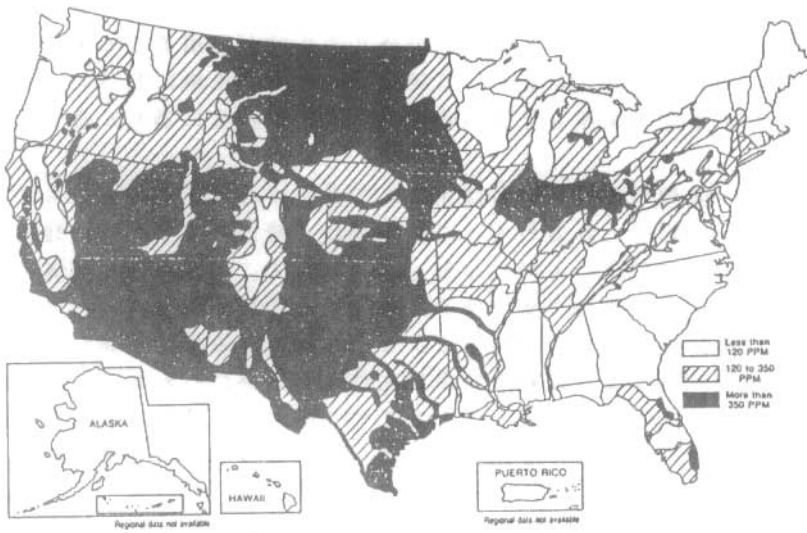 Less than
120 PPM
120 to 350
PPM
More than
350 PPM
ALASKA
HAWAII
PUERTO RICO
Regional data not available
Regional data not available